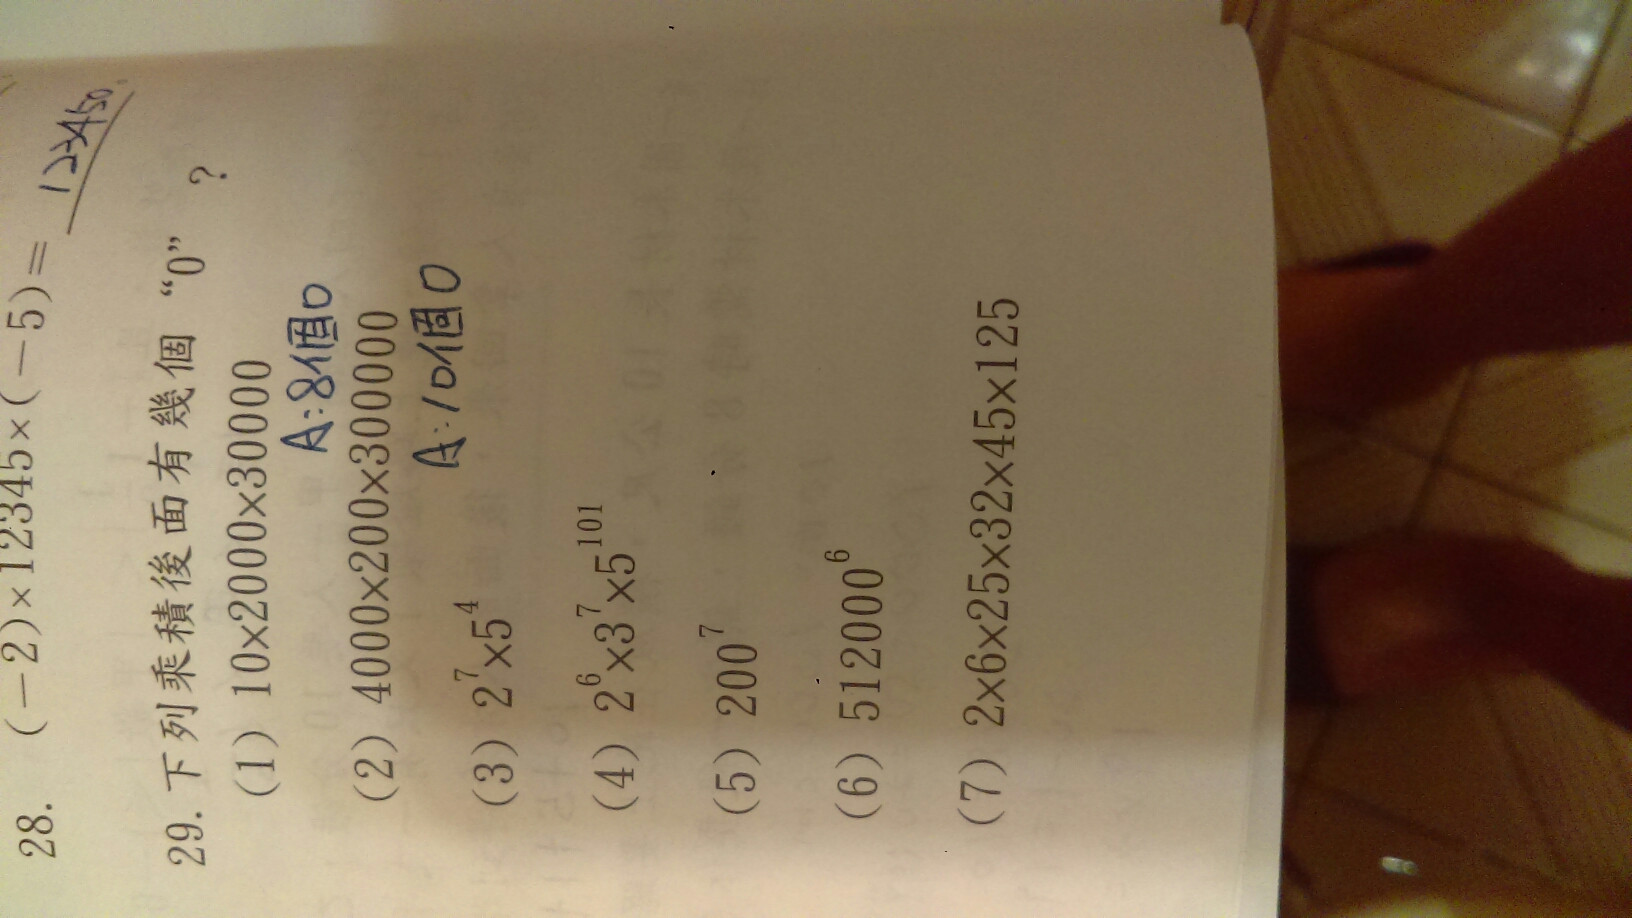 28. (－2)×12345×(－5)＝ 123450
29. 下列乘積後面有幾個 “0” ？
(1) 10×2000×30000
A:8個0
(2) 4000×200×300000
A:10個0
(3) 2⁷×5⁴
(4) 2⁶×3⁷×5¹⁰¹
(5) 200⁷
(6) 512000⁶
(7) 2×6×25×32×45×125